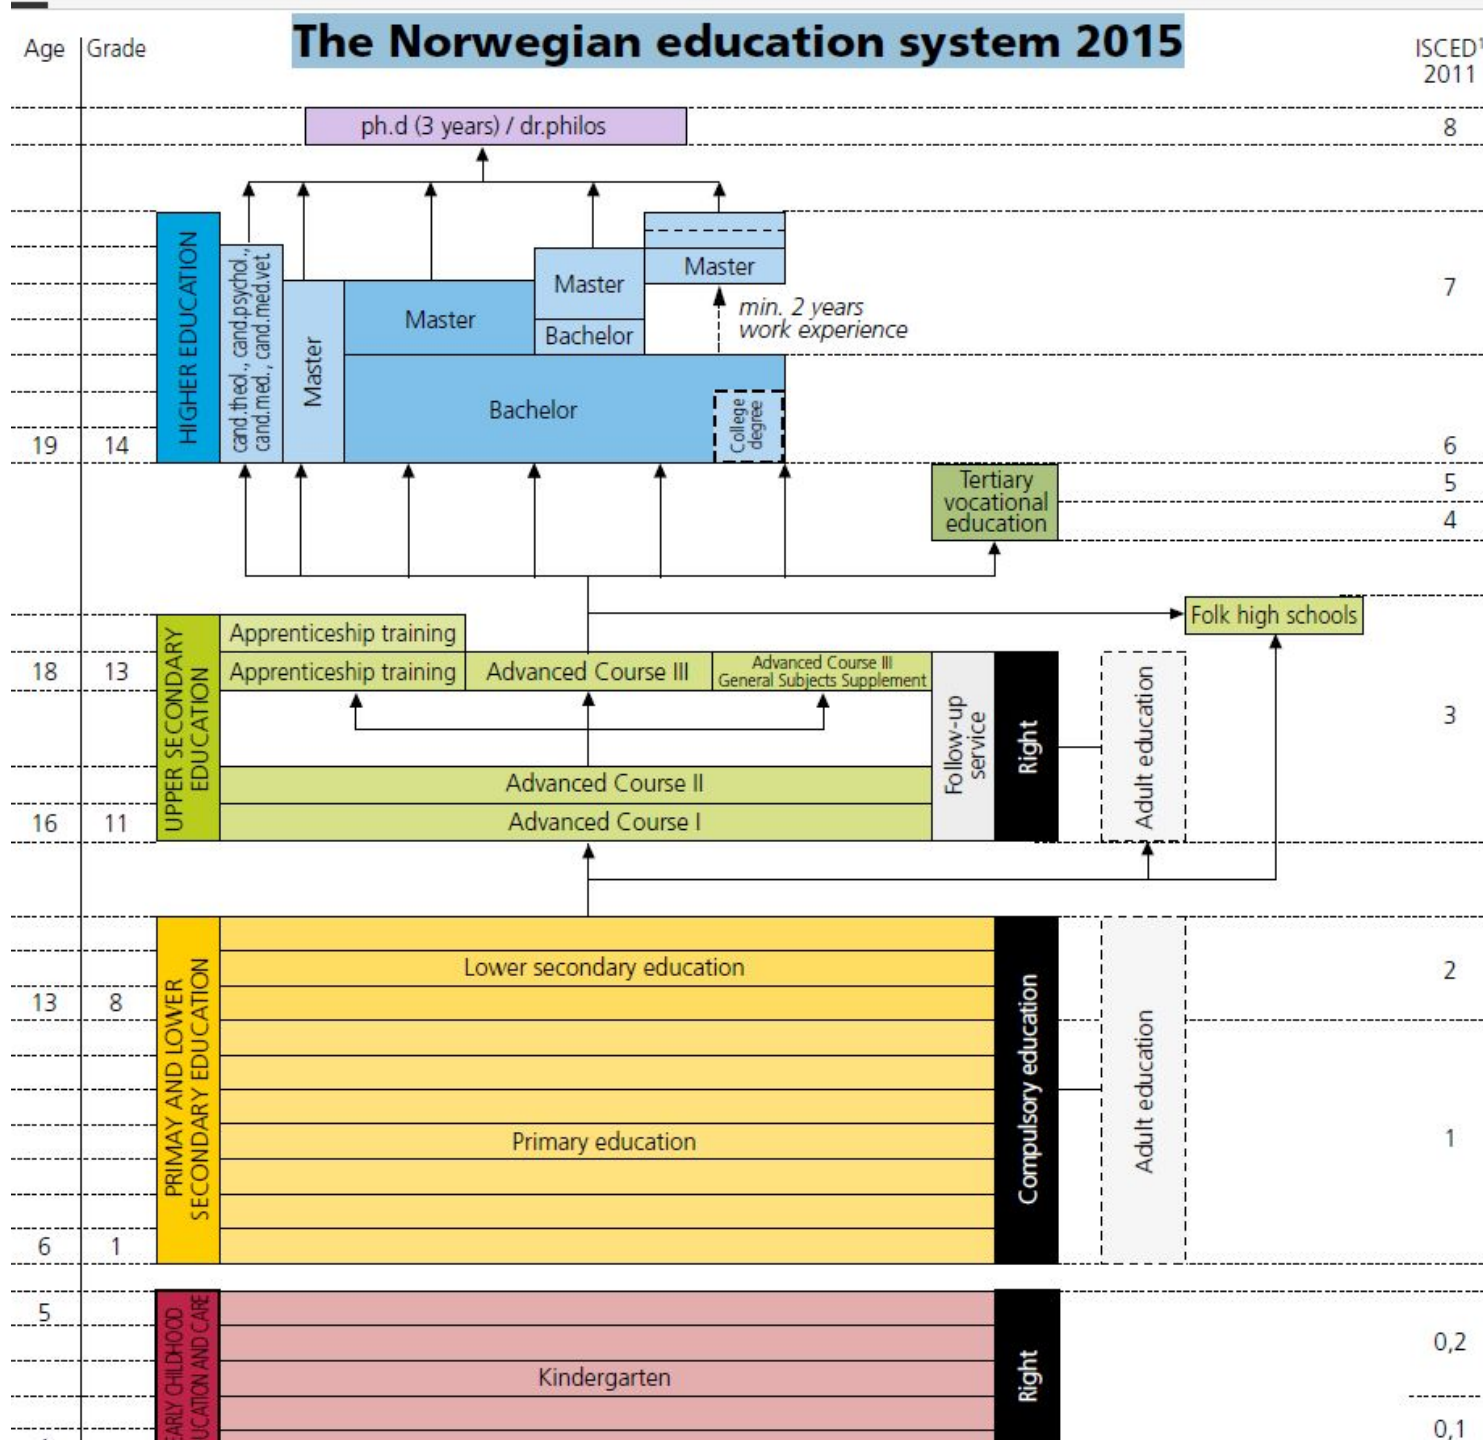 The Norwegian education system 2015
Age
Grade
ISCED¹
2011
ph.d (3 years) / dr.philos
8
HIGHER EDUCATION
cand.theol., cand.psychol.,
cand.med., cand.med.vet.
Master
Master
Master
Bachelor
Master
min. 2 years
work experience
7
Bachelor
College
degree
19
14
6
Tertiary
vocational
education
5
4
Folk high schools
UPPER SECONDARY
EDUCATION
Apprenticeship training
18
13
Apprenticeship training
Advanced Course III
Advanced Course III
General Subjects Supplement
Follow-up
service
Right
Adult education
3
Advanced Course II
16
11
Advanced Course I
PRIMAY AND LOWER
SECONDARY EDUCATION
Lower secondary education
2
13
8
Compulsory education
Adult education
Primary education
1
6
1
5
EARLY CHILDHOOD
EDUCATION AND CARE
Kindergarten
Right
0,2
0,1